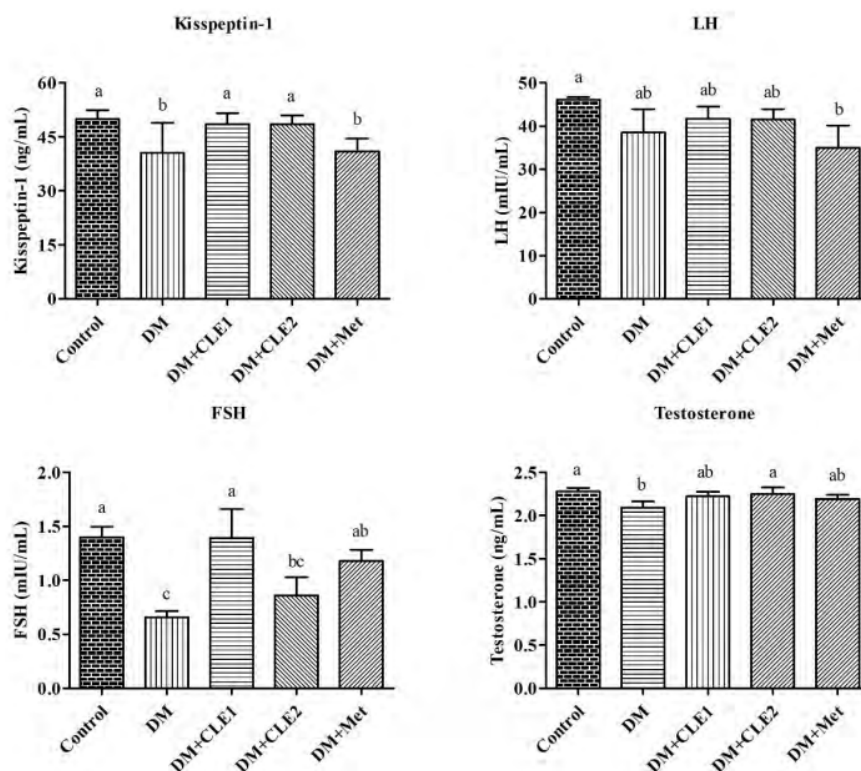 Kisspeptin-1
a b a a b
60
45
30
15
0
Kisspeptin-1 (ng/mL)
Control DM DM+CLE1 DM+CLE2 DM+Met
LH
a ab ab ab b
50
40
30
20
10
0
LH (mIU/mL)
Control DM DM+CLE1 DM+CLE2 DM+Met
FSH
a c a bc ab
2.0
1.5
1.0
0.5
0.0
FSH (mIU/mL)
Control DM DM+CLE1 DM+CLE2 DM+Met
Testosterone
a b ab a ab
2.5
2.0
1.5
1.0
0.5
0.0
Testosterone (ng/mL)
Control DM DM+CLE1 DM+CLE2 DM+Met